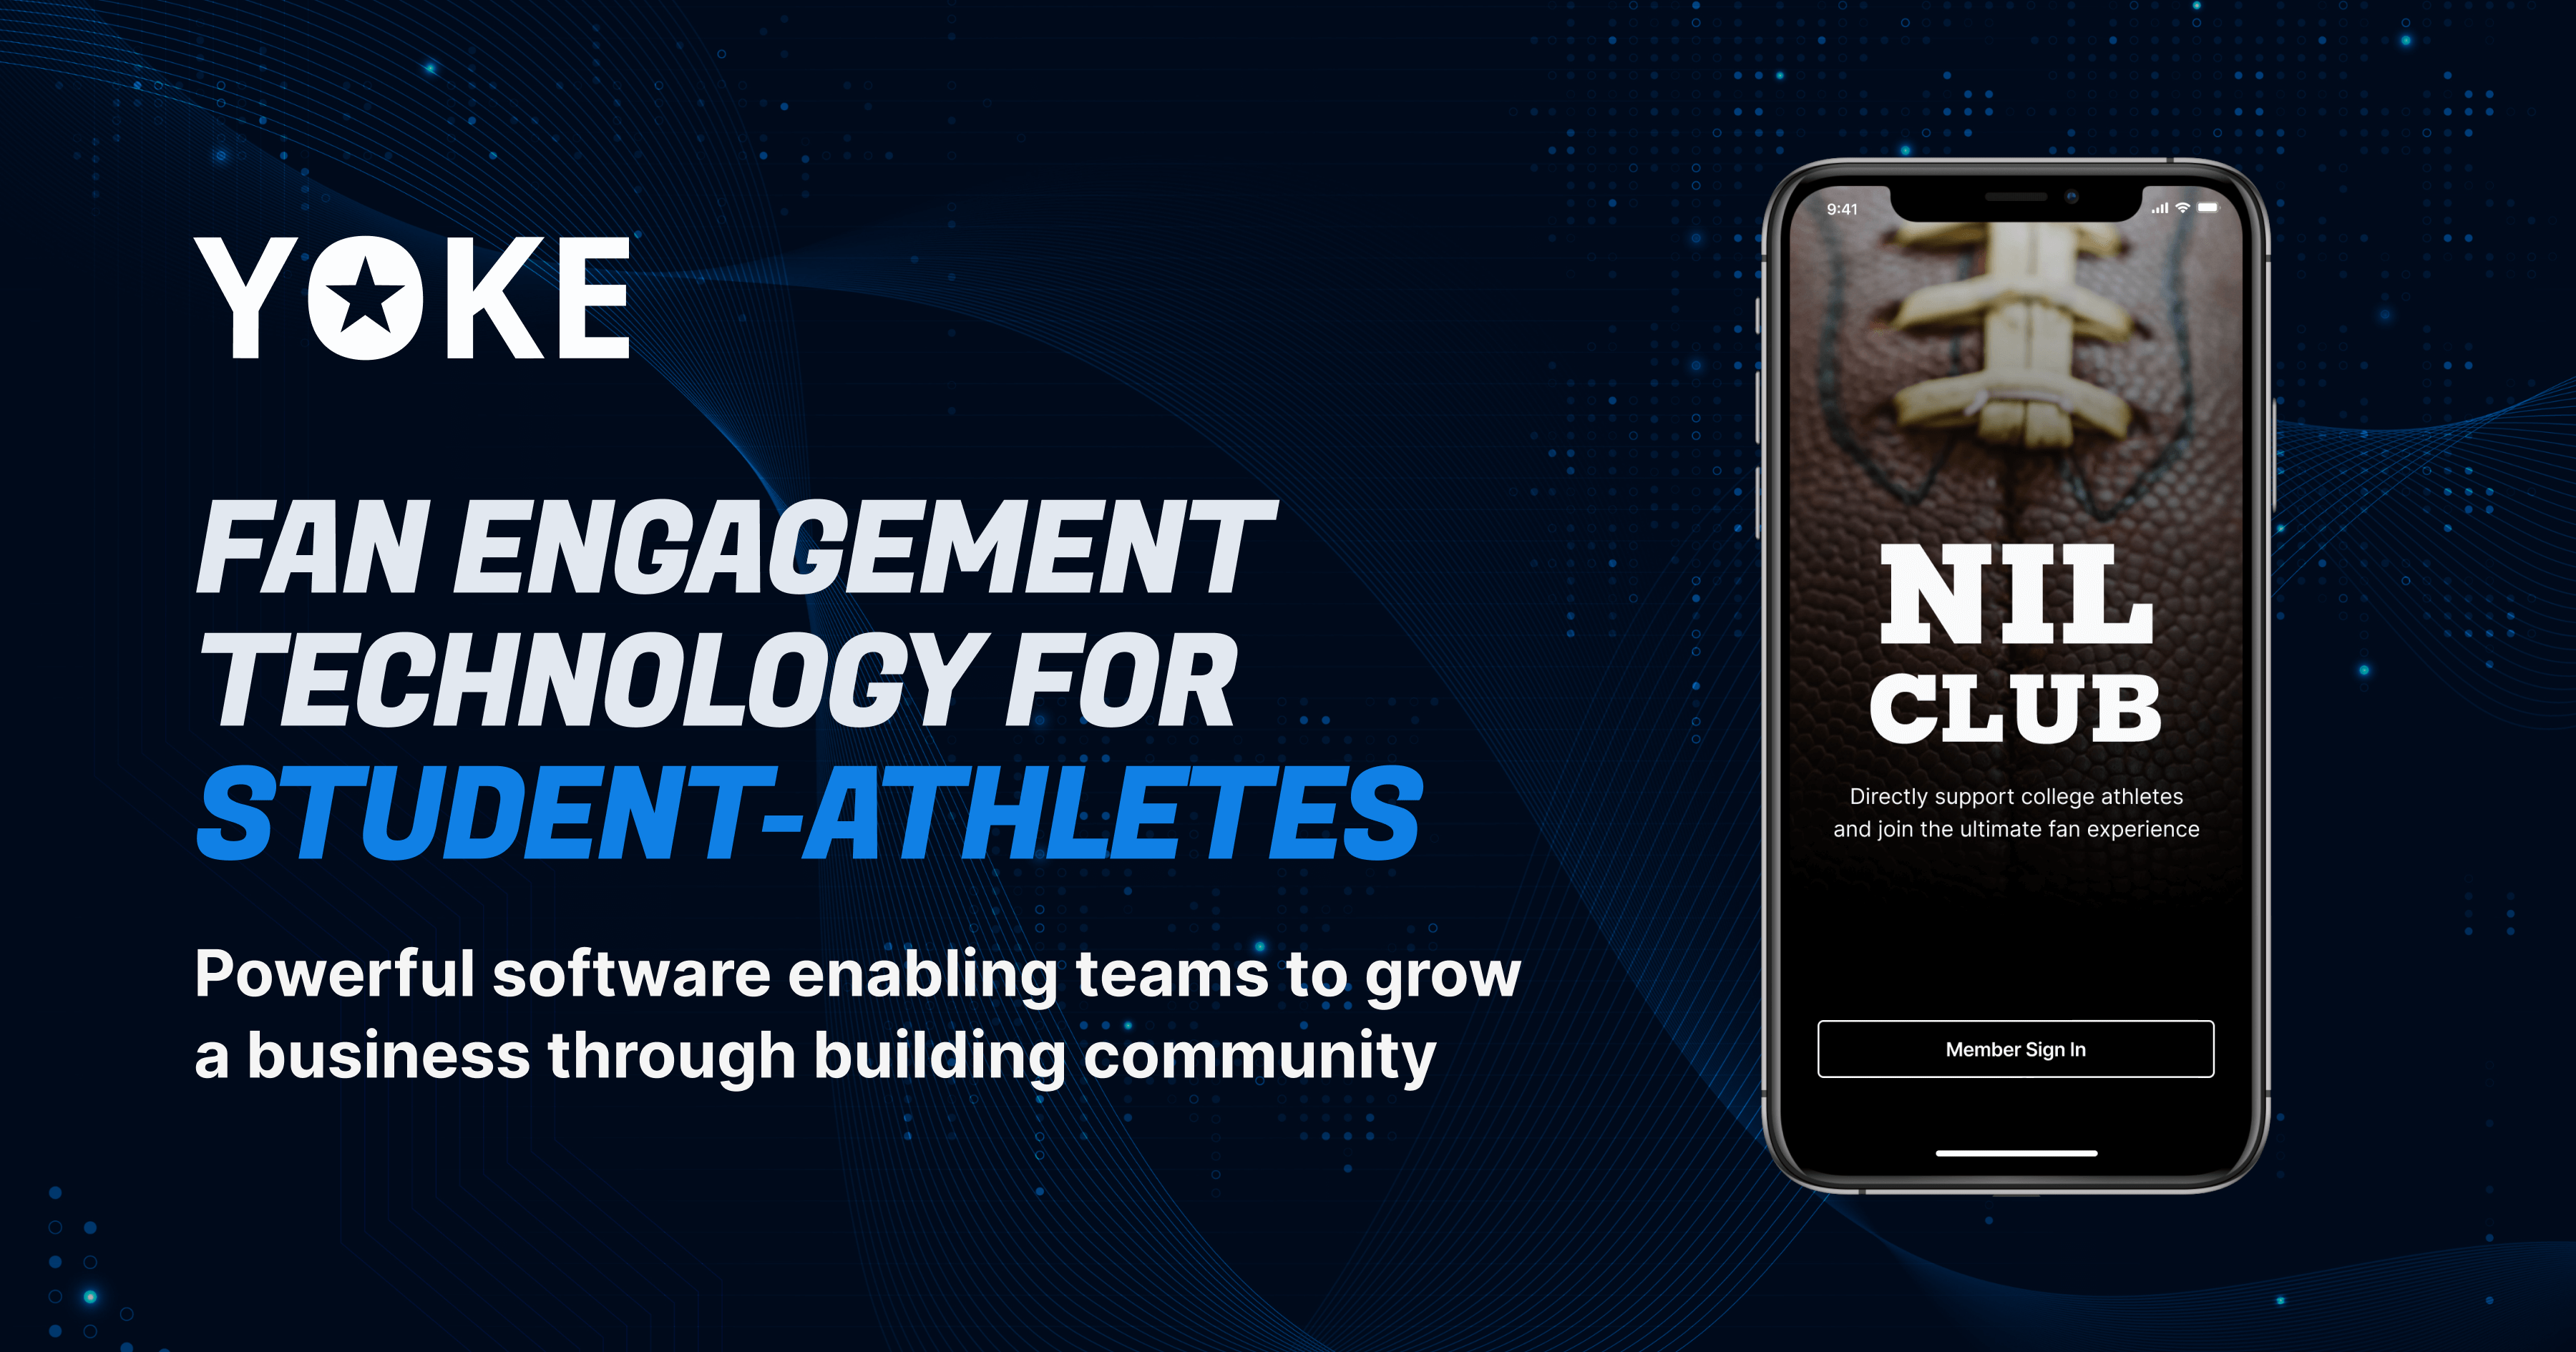 YOKE
FAN ENGAGEMENT
TECHNOLOGY FOR
STUDENT-ATHLETES
Powerful software enabling teams to grow
a business through building community
9:41
NIL
CLUB
Directly support college athletes
and join the ultimate fan experience
Member Sign In